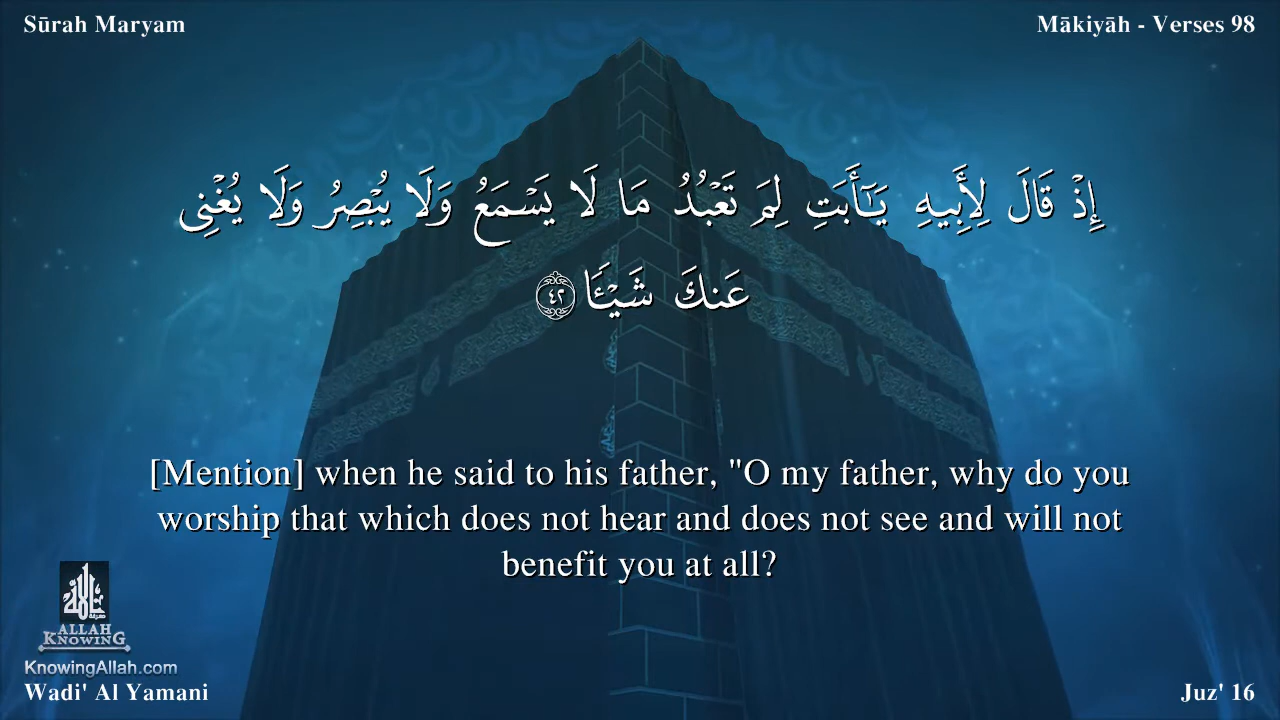 Sūrah Maryam
Mākiyāh - Verses 98
إِذْ قَالَ لِأَبِيهِ يَـٰٓأَبَتِ لِمَ تَعْبُدُ مَا لَا يَسْمَعُ وَلَا يُبْصِرُ وَلَا يُغْنِى
عَنكَ شَيْـًٔا ٤٢
[Mention] when he said to his father, "O my father, why do you
worship that which does not hear and does not see and will not
benefit you at all?
ALLAH
KNOWING
KnowingAllah.com
Wadi' Al Yamani
Juz' 16